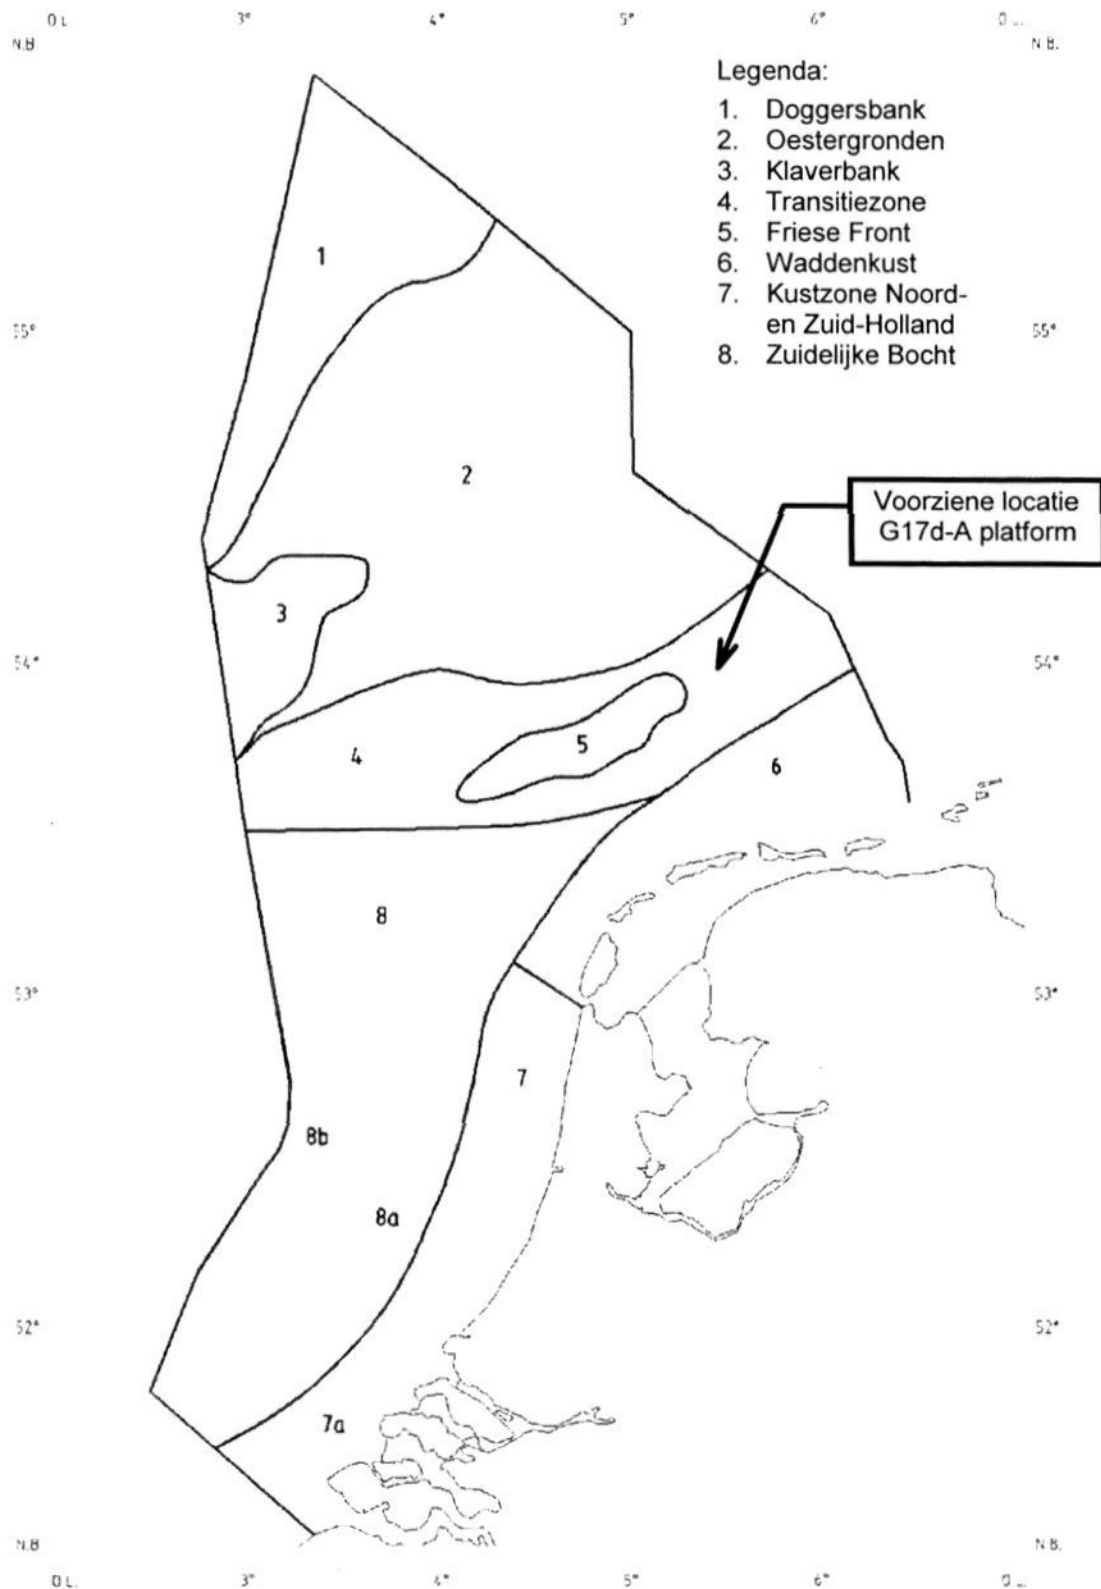 O L. 3° 4° 5° 6° O
N.B N B.
Legenda:
1. Doggersbank
2. Oestergronden
3. Klaverbank
4. Transitiezone
5. Friese Front
6. Waddenkust
7. Kustzone Noord-
en Zuid-Holland
8. Zuidelijke Bocht
1
55° 55°
2
Voorziene locatie
G17d-A platform
3
54° 54°
5
4
6
8
53° 53°
7
8b
8a
52° 52°
7a
N.B N B.
O L. 3° 4° 5° 6° O